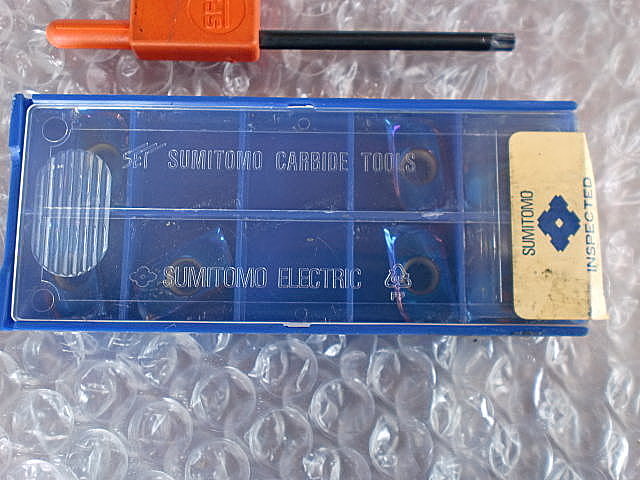 SEI SUMITOMO CARBIDE TOOLS
SUMITOMO ELECTRIC
SUMITOMO
INSPECTED